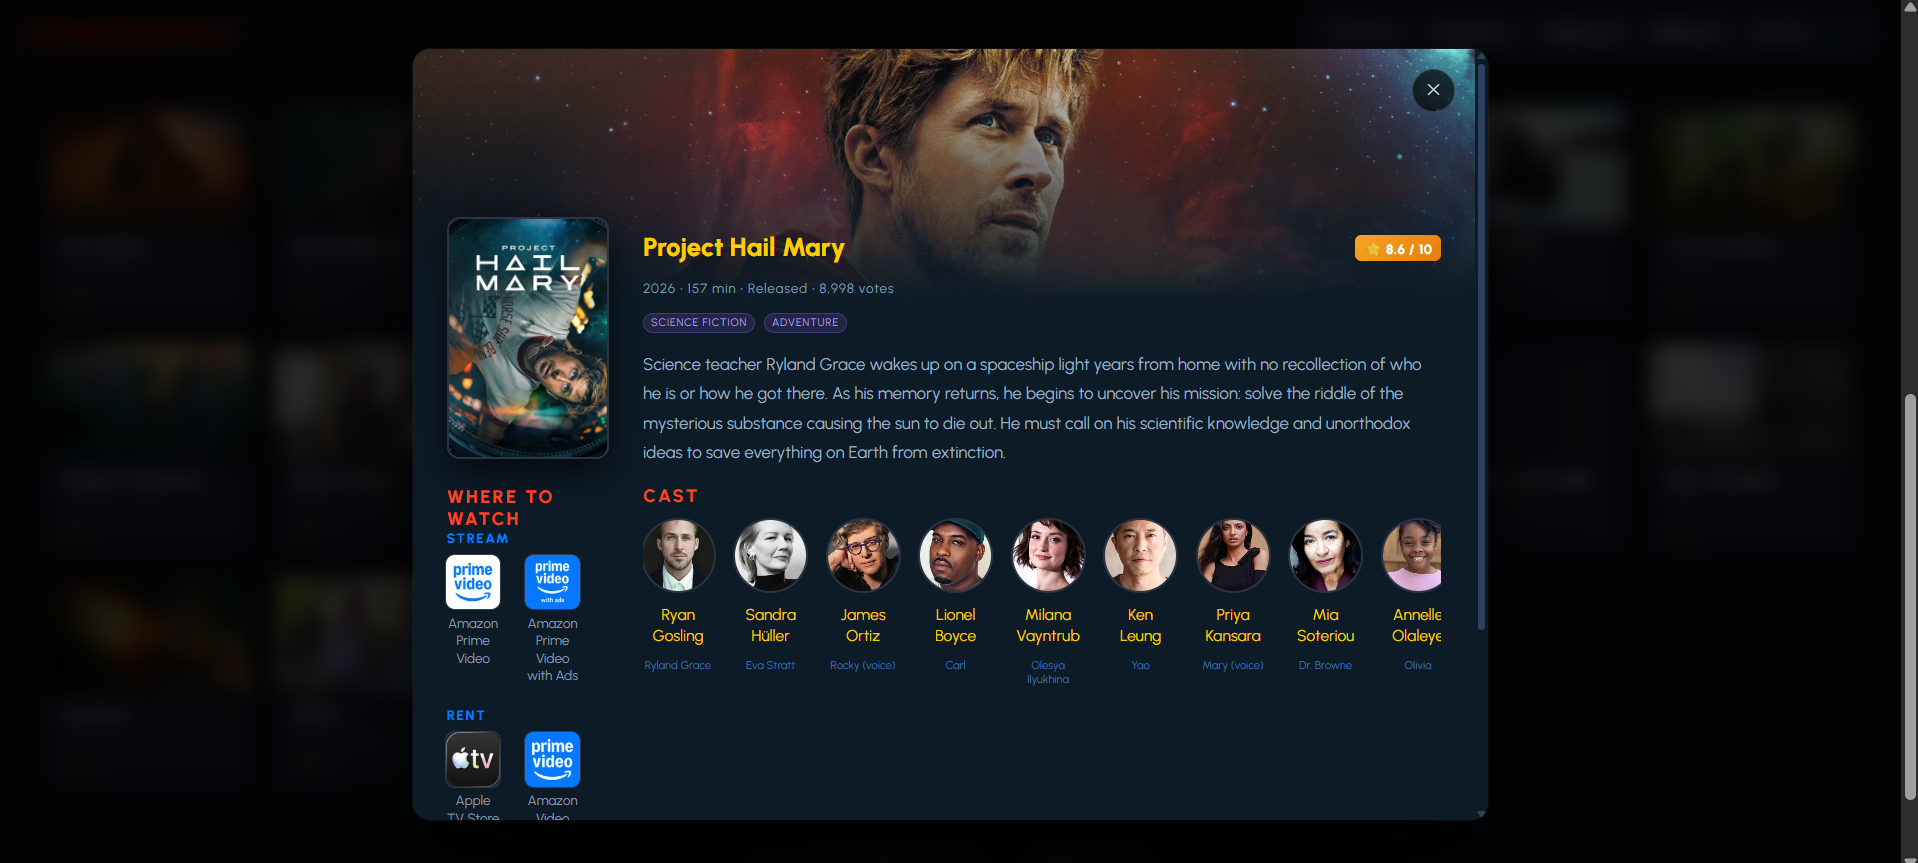 PROJECT
HAIL
MARY
Project Hail Mary
⭐ 8.6 / 10
2026 · 157 min · Released · 8,998 votes
SCIENCE FICTION
ADVENTURE
Science teacher Ryland Grace wakes up on a spaceship light years from home with no recollection of who
he is or how he got there. As his memory returns, he begins to uncover his mission: solve the riddle of the
mysterious substance causing the sun to die out. He must call on his scientific knowledge and unorthodox
ideas to save everything on Earth from extinction.
WHERE TO
WATCH
STREAM
prime
video
prime
video
with ads
Amazon
Prime
Video
Amazon
Prime
Video
with Ads
RENT
tv
prime
video
Apple
TV Store
Amazon
Video
CAST
Ryan
Gosling
Ryland Grace
Sandra
Hüller
Eva Stratt
James
Ortiz
Rocky (voice)
Lionel
Boyce
Carl
Milana
Vayntrub
Olesya
Ilyukhina
Ken
Leung
Yao
Priya
Kansara
Mary (voice)
Mia
Soteriou
Dr. Browne
Annelle
Olaleye
Olivia